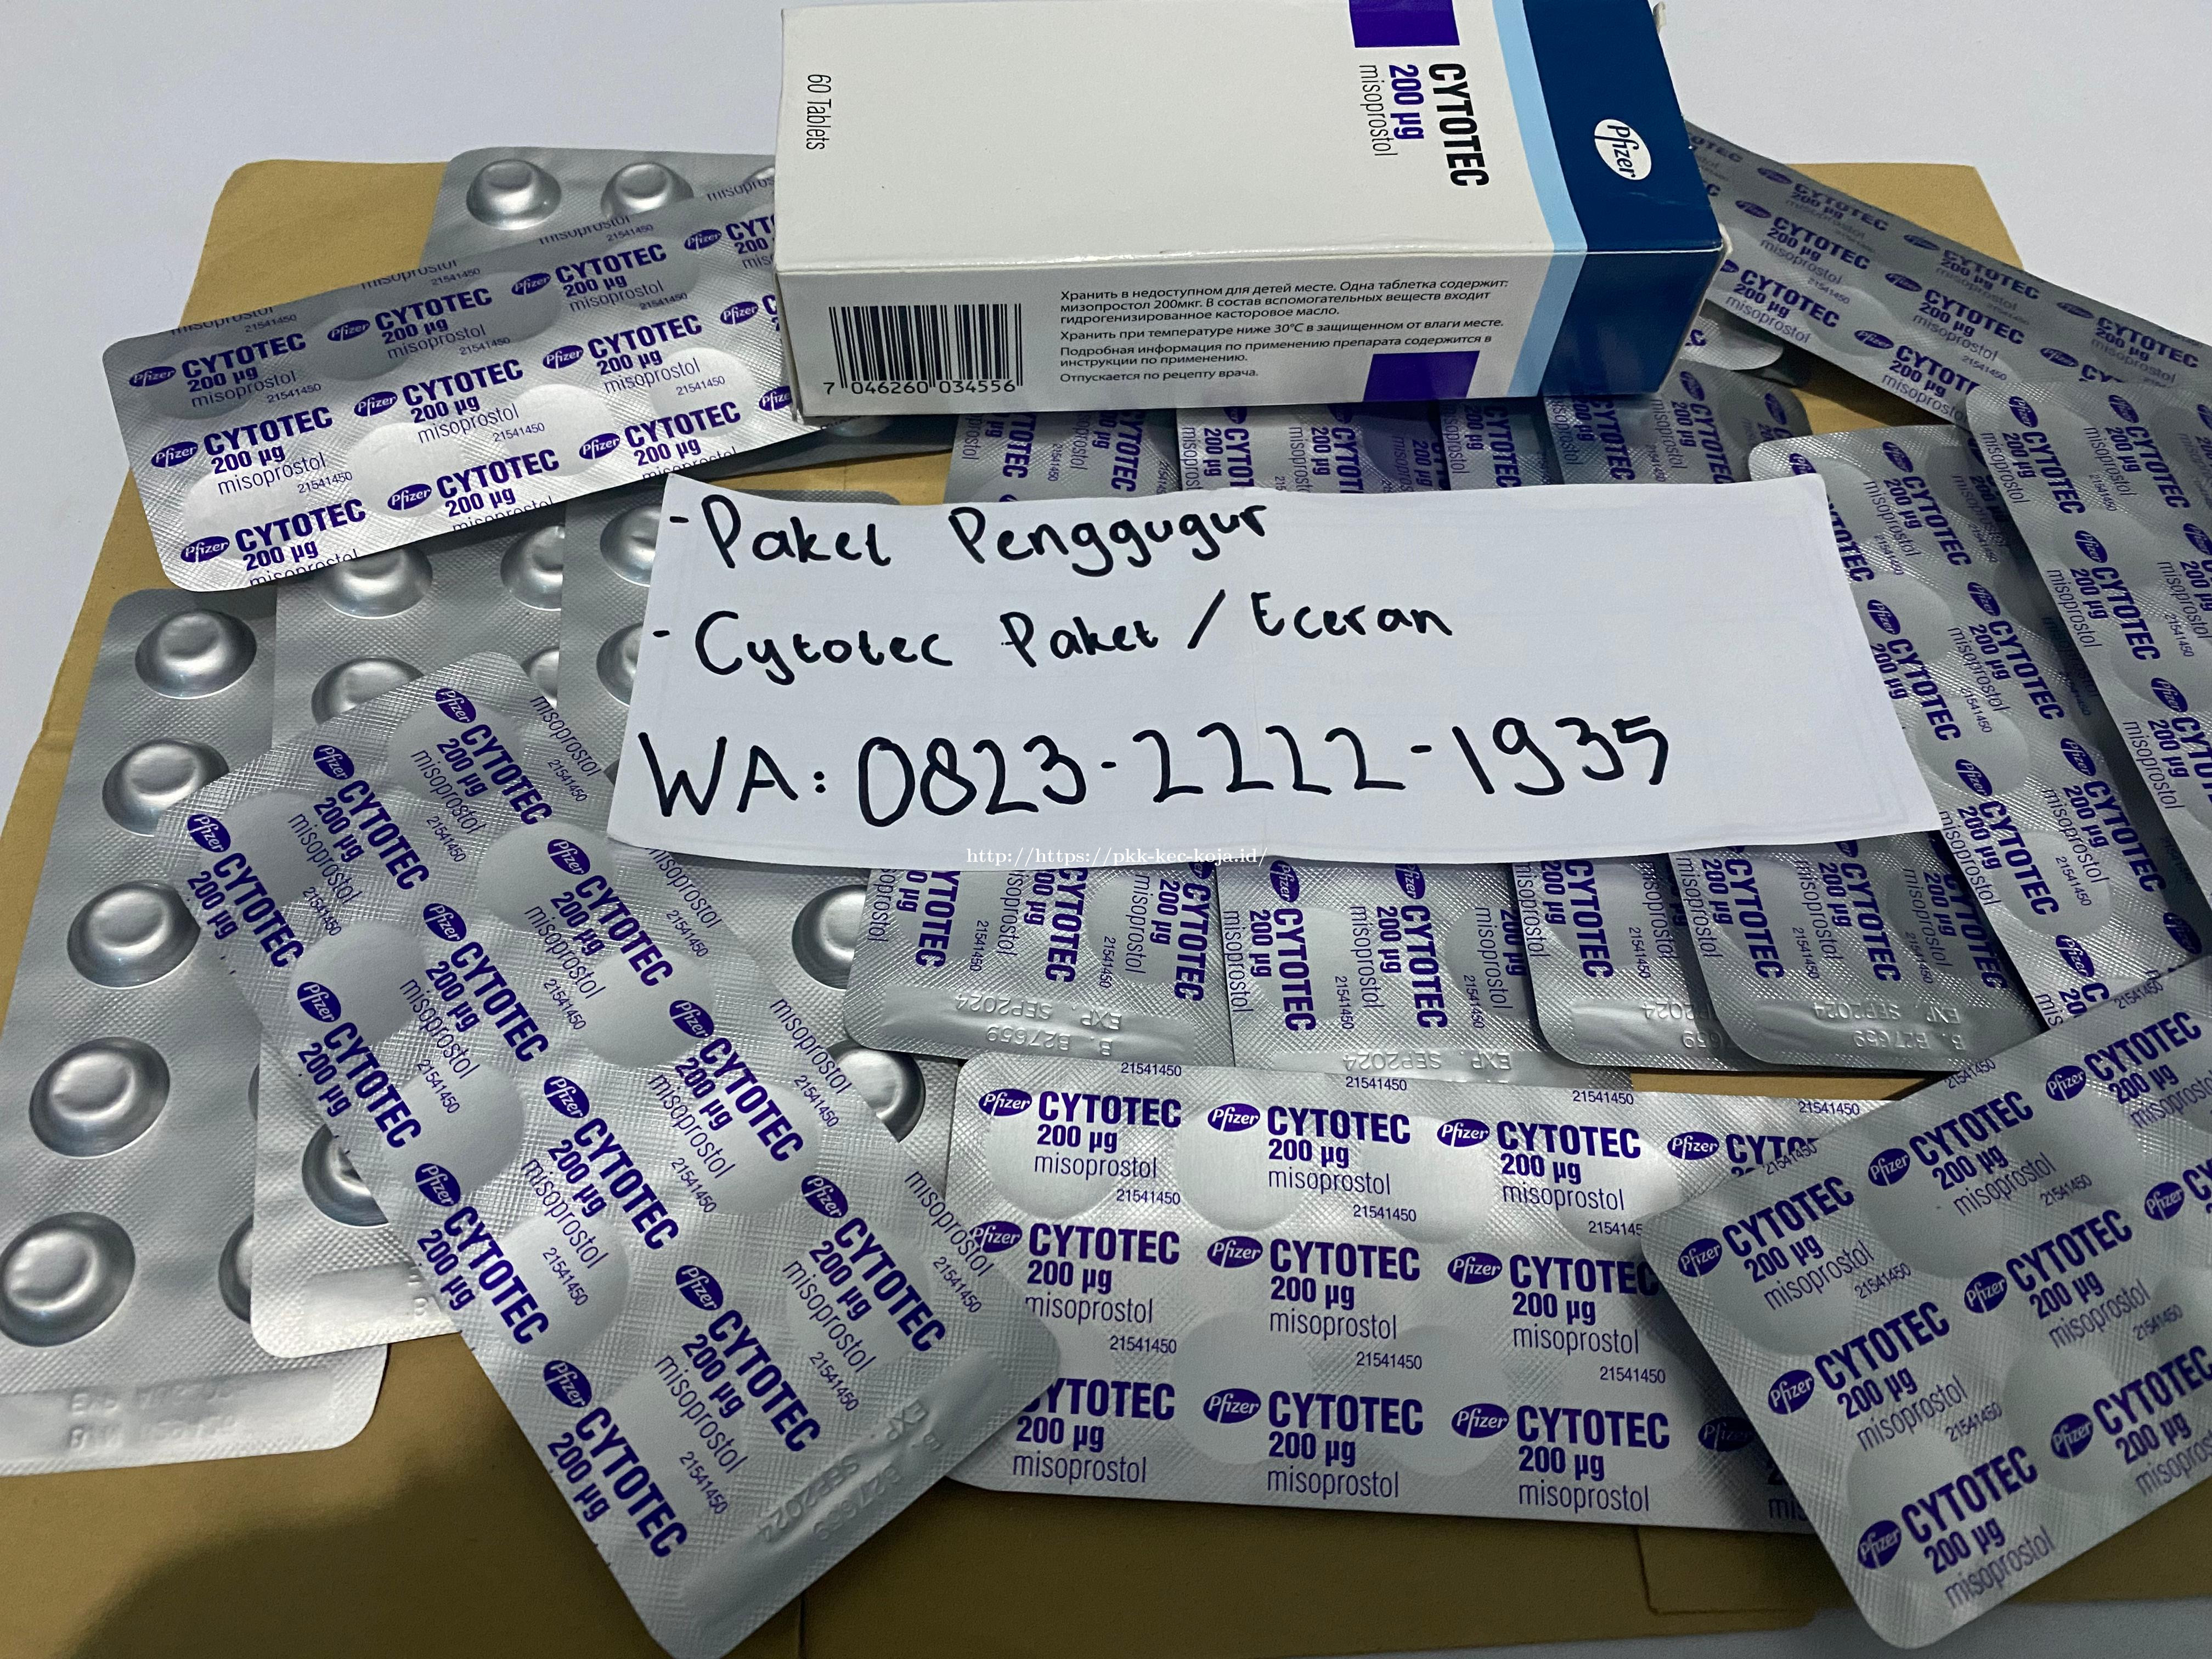 60 Tablets
CYTOTEC
200 µg
misoprostol
Pfizer
Хранить в недоступном для детей месте. Одна таблетка содержит:
мизопростол 200мкг. В состав вспомогательных веществ входит
гидрогенизированное касторовое масло.
Хранить при температуре ниже 30°C в защищенном от влаги месте.
Подробная информация по применению препарата содержится в
инструкции по применению.
Отпускается по рецепту врача.
7 046260 034556
- Paket Penggugur
- Cytotec Paket / Eceran
WA: 0823-2222-1935
http://https://pkk-kec-koja.id/
Pfizer CYTOTEC
200 µg
misoprostol
21541450
B. B27659
EXP. SEP2024